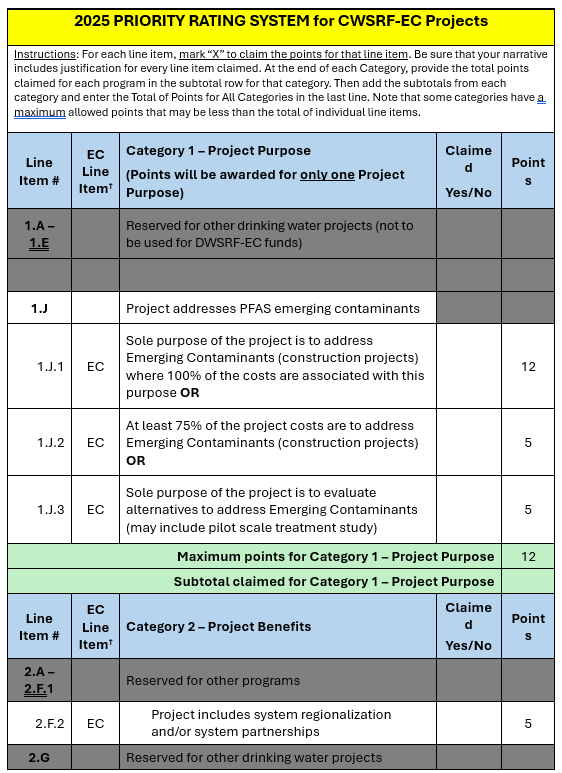 2025 PRIORITY RATING SYSTEM for CWSRF-EC Projects
Instructions: For each line item, mark “X” to claim the points for that line item. Be sure that your narrative
includes justification for every line item claimed. At the end of each Category, provide the total points
claimed for each program in the subtotal row for that category. Then add the subtotals from each
category and enter the Total of Points for All Categories in the last line. Note that some categories have a
maximum allowed points that may be less than the total of individual line items.
Line
Item #
EC
Line
Item†
Category 1 – Project Purpose
(Points will be awarded for only one Project
Purpose)
Claime
d
Yes/No
Point
s
1.A –
1.E
Reserved for other drinking water projects (not to
be used for DWSRF-EC funds)
1.J
Project addresses PFAS emerging contaminants
1.J.1
EC
Sole purpose of the project is to address
Emerging Contaminants (construction projects)
where 100% of the costs are associated with this
purpose OR
12
1.J.2
EC
At least 75% of the project costs are to address
Emerging Contaminants (construction projects)
OR
5
1.J.3
EC
Sole purpose of the project is to evaluate
alternatives to address Emerging Contaminants
(may include pilot scale treatment study)
5
Maximum points for Category 1 – Project Purpose
12
Subtotal claimed for Category 1 – Project Purpose
Line
Item #
EC
Line
Item†
Category 2 – Project Benefits
Claime
d
Yes/No
Point
s
2.A –
2.F.1
Reserved for other programs
2.F.2
EC
Project includes system regionalization
and/or system partnerships
5
2.G
Reserved for other drinking water projects